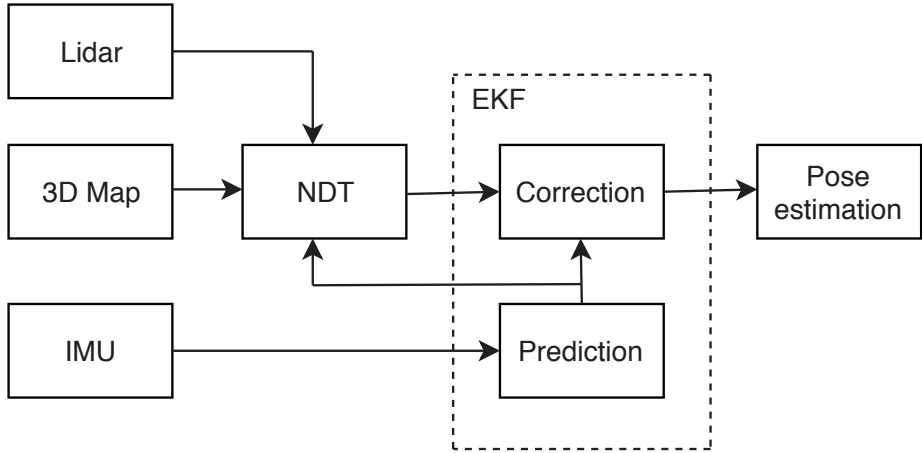 Lidar
EKF
3D Map
NDT
Correction
Pose
estimation
IMU
Prediction